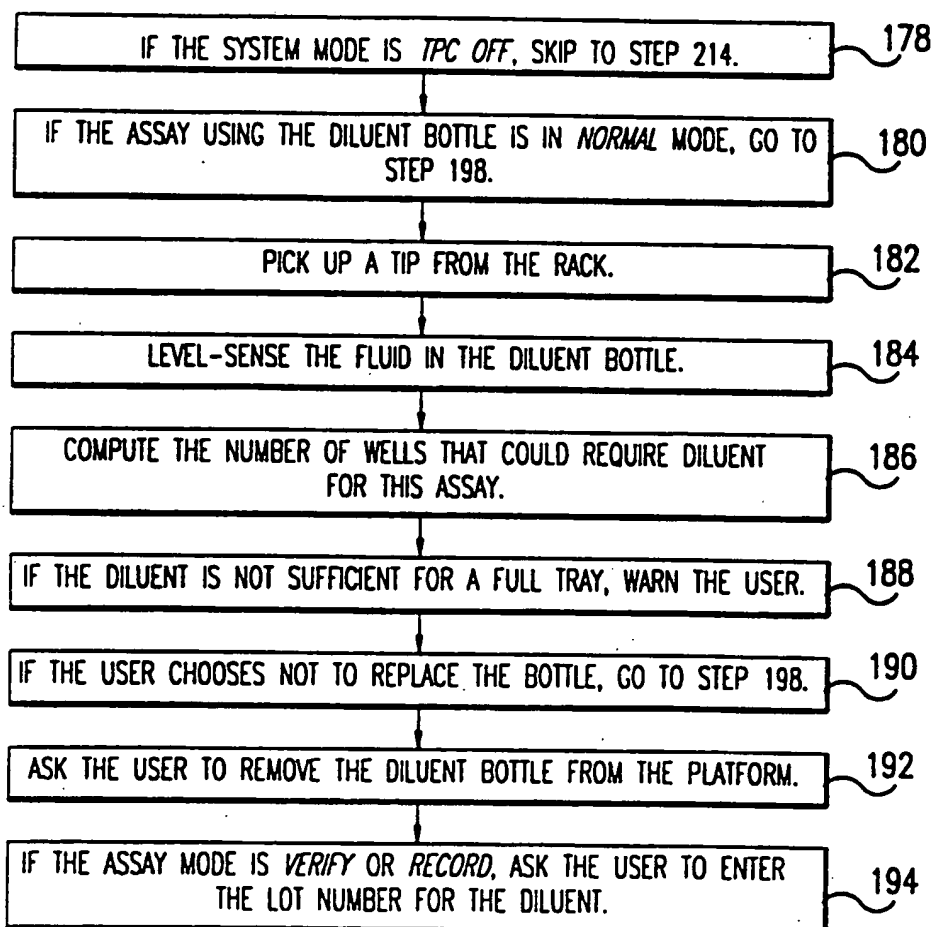 IF THE SYSTEM MODE IS TPC OFF, SKIP TO STEP 214.
178
IF THE ASSAY USING THE DILUENT BOTTLE IS IN NORMAL MODE, GO TO
STEP 198.
180
PICK UP A TIP FROM THE RACK.
182
LEVEL-SENSE THE FLUID IN THE DILUENT BOTTLE.
184
COMPUTE THE NUMBER OF WELLS THAT COULD REQUIRE DILUENT
FOR THIS ASSAY.
186
IF THE DILUENT IS NOT SUFFICIENT FOR A FULL TRAY, WARN THE USER.
188
IF THE USER CHOOSES NOT TO REPLACE THE BOTTLE, GO TO STEP 198.
190
ASK THE USER TO REMOVE THE DILUENT BOTTLE FROM THE PLATFORM.
192
IF THE ASSAY MODE IS VERIFY OR RECORD, ASK THE USER TO ENTER
THE LOT NUMBER FOR THE DILUENT.
194